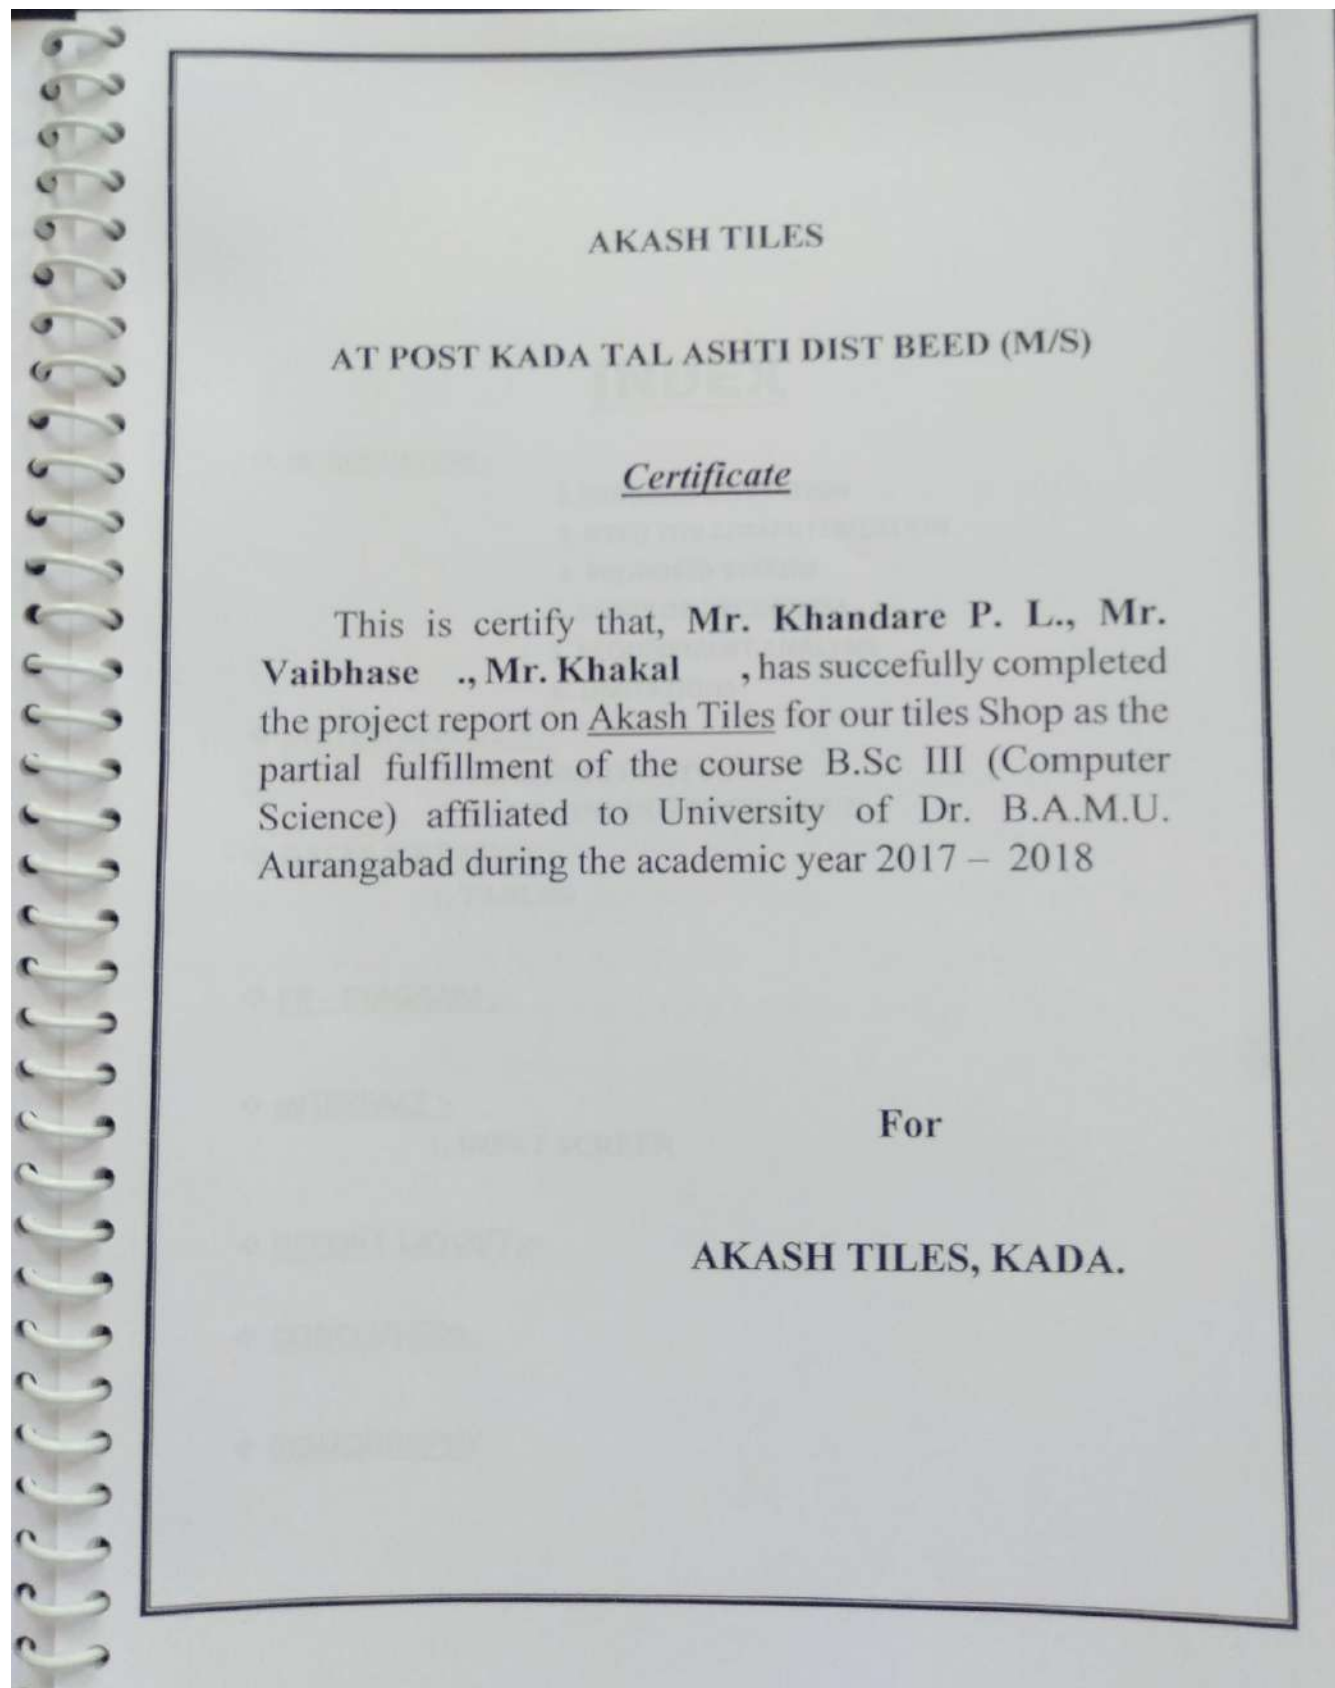 AKASH TILES
AT POST KADA TAL ASHTI DIST BEED (M/S)
Certificate
This is certify that, Mr. Khandare P. L., Mr.
Vaibhase ., Mr. Khakal , has succefully completed
the project report on Akash Tiles for our tiles Shop as the
partial fulfillment of the course B.Sc III (Computer
Science) affiliated to University of Dr. B.A.M.U.
Aurangabad during the academic year 2017 – 2018
For
AKASH TILES, KADA.